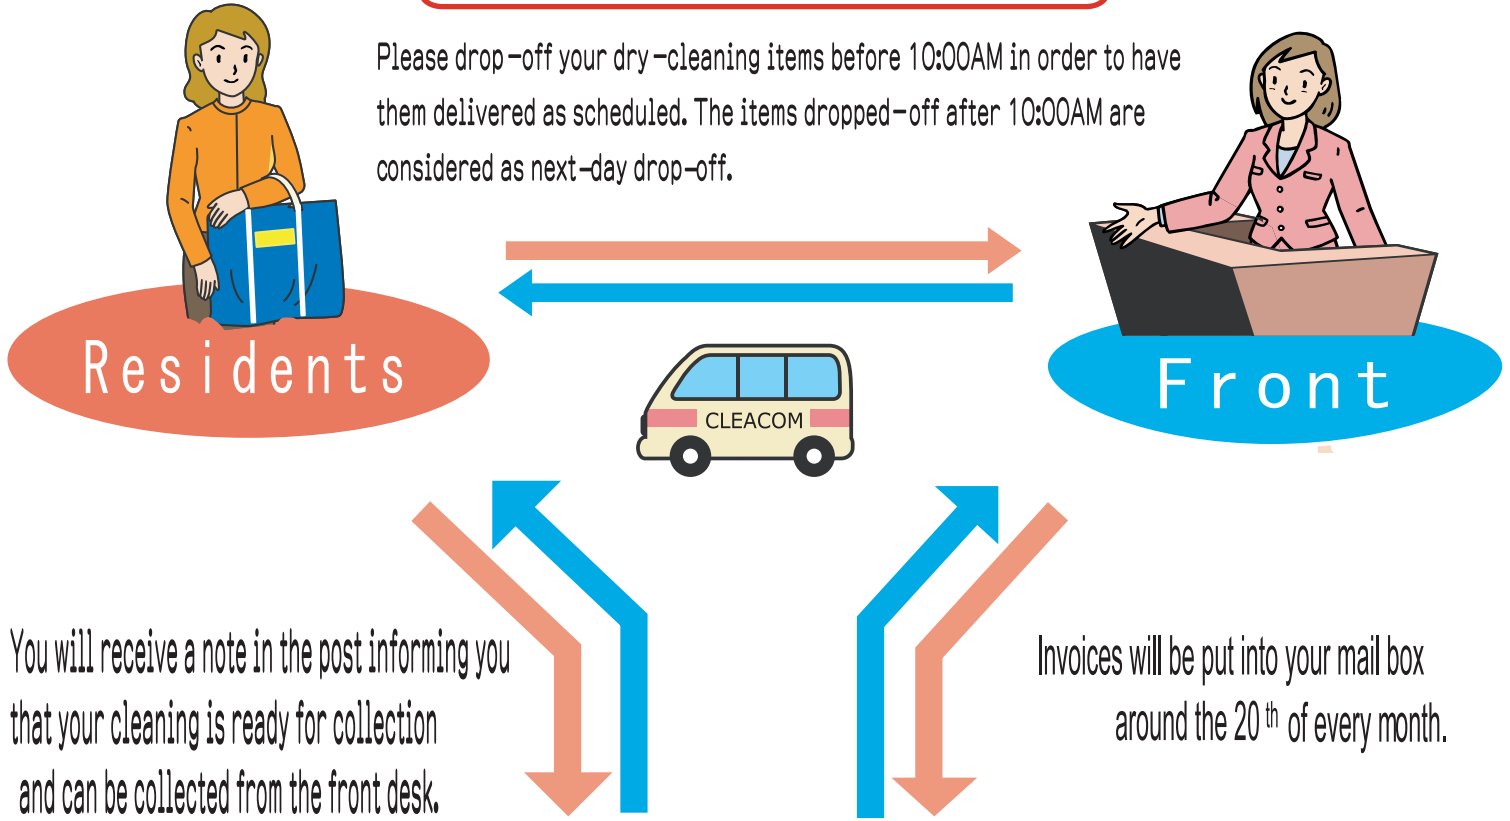 Please drop-off your dry-cleaning items before 10:00AM in order to have
them delivered as scheduled. The items dropped-off after 10:00AM are
considered as next-day drop-off.
Residents
Front
CLEACOM
You will receive a note in the post informing you
that your cleaning is ready for collection
and can be collected from the front desk.
Invoices will be put into your mail box
around the 20 th of every month.